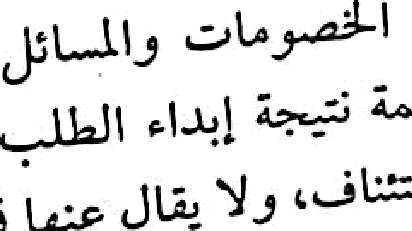 الخصومات والمسائل
مة نتيجة إبداء الطلب
تئناف، ولا يقال عنها